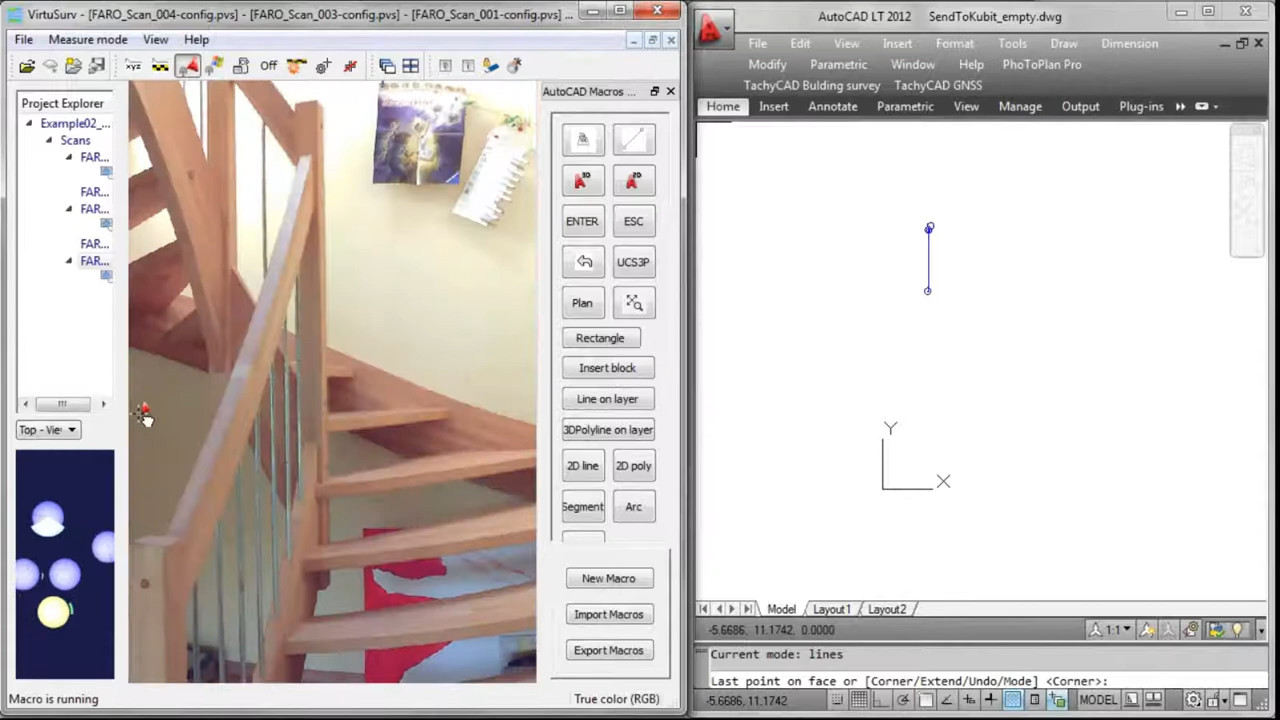 VirtuSurv - [FARO_Scan_004-config.pvs] - [FARO_Scan_003-config.pvs] - [FARO_Scan_001-config.pvs] ...
File Measure mode View Help
xyz Off
Project Explorer
Example02_...
Scans
FAR...
FAR...
FAR...
FAR...
FAR...
Top - Vie
AutoCAD Macros ...
3D 2D
ENTER ESC
UCS3P
Plan
Rectangle
Insert block
Line on layer
3DPolyline on layer
2D line 2D poly
Segment Arc
New Macro
Import Macros
Export Macros
Macro is running True color (RGB)
AutoCAD LT 2012 SendToKubit_empty.dwg
File Edit View Insert Format Tools Draw Dimension
Modify Parametric Window Help PhoToPlan Pro
TachyCAD Bulding survey TachyCAD GNSS
Home Insert Annotate Parametric View Manage Output Plug-ins
Y
X
Model Layout1 Layout2
-5.6686, 11.1742, 0.0000 1:1
Current mode: lines
Last point on face or [Corner/Extend/Undo/Mode] <Corner>:
-5.6686, 11.1742 MODEL